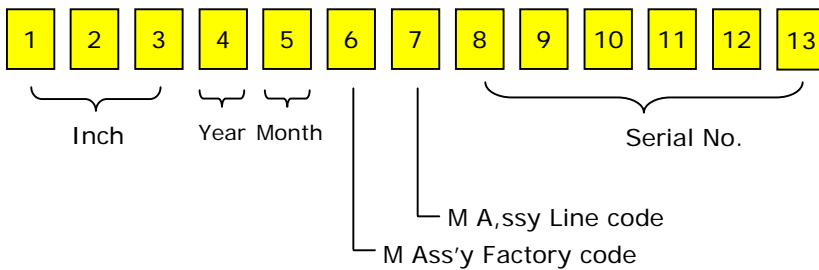 1 2 3 4 5 6 7 8 9 10 11 12 13
Inch Year Month Serial No.
M A,ssy Line code
M Ass'y Factory code